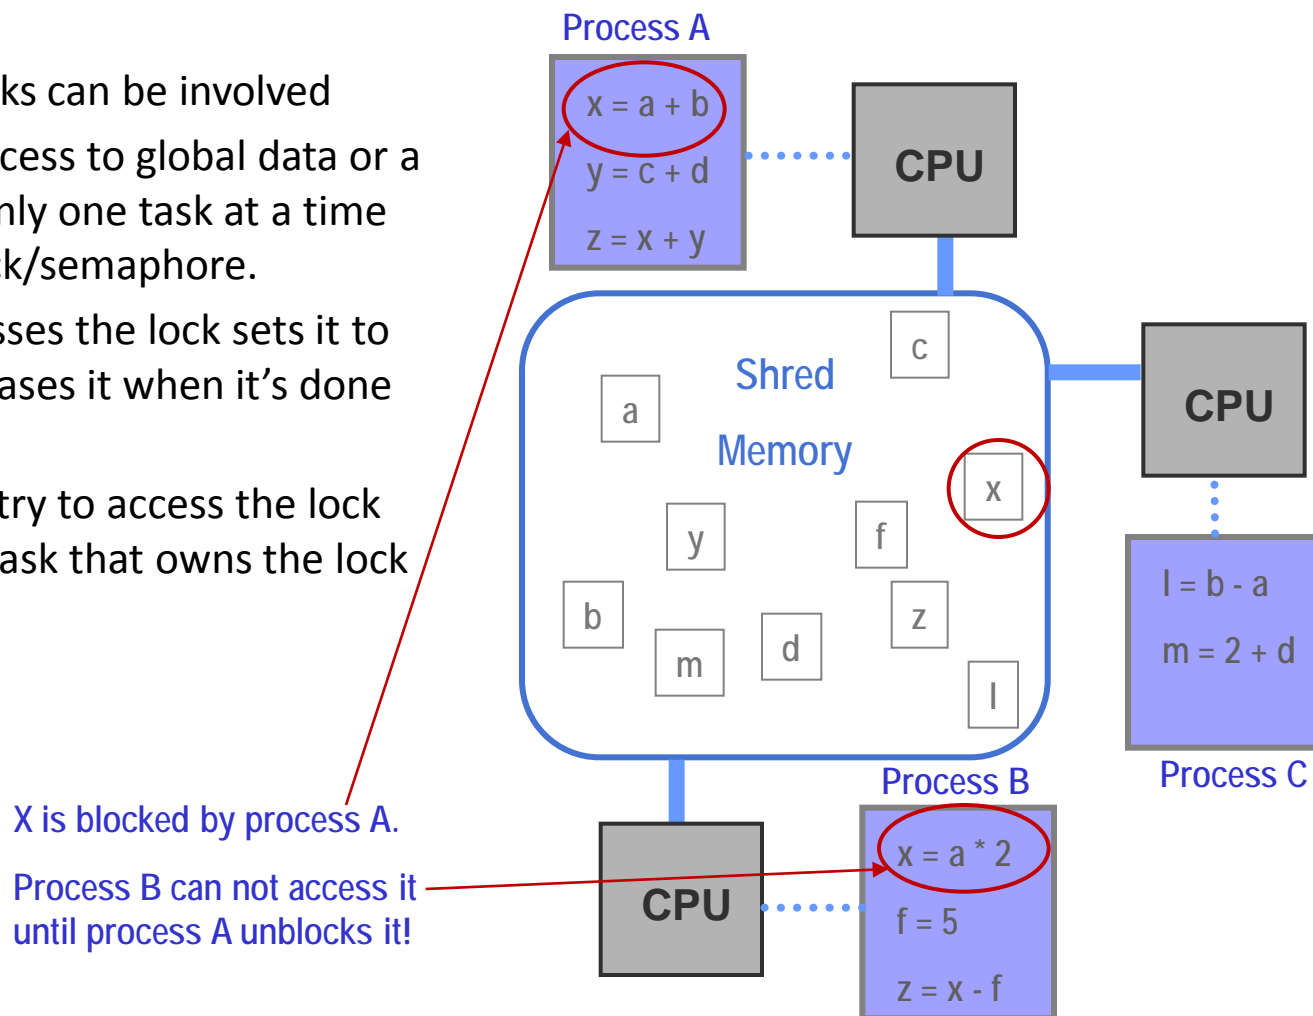 Process A
x = a + b
y = c + d
z = x + y
CPU
ks can be involved
cess to global data or a
nly one task at a time
ck/semaphore.
sses the lock sets it to
ases it when it’s done
try to access the lock
ask that owns the lock
Shred
Memory
c
a
x
y
f
b
z
m
d
l
CPU
l = b - a
m = 2 + d
Process C
X is blocked by process A.
Process B can not access it
until process A unblocks it!
CPU
Process B
x = a * 2
f = 5
z = x - f